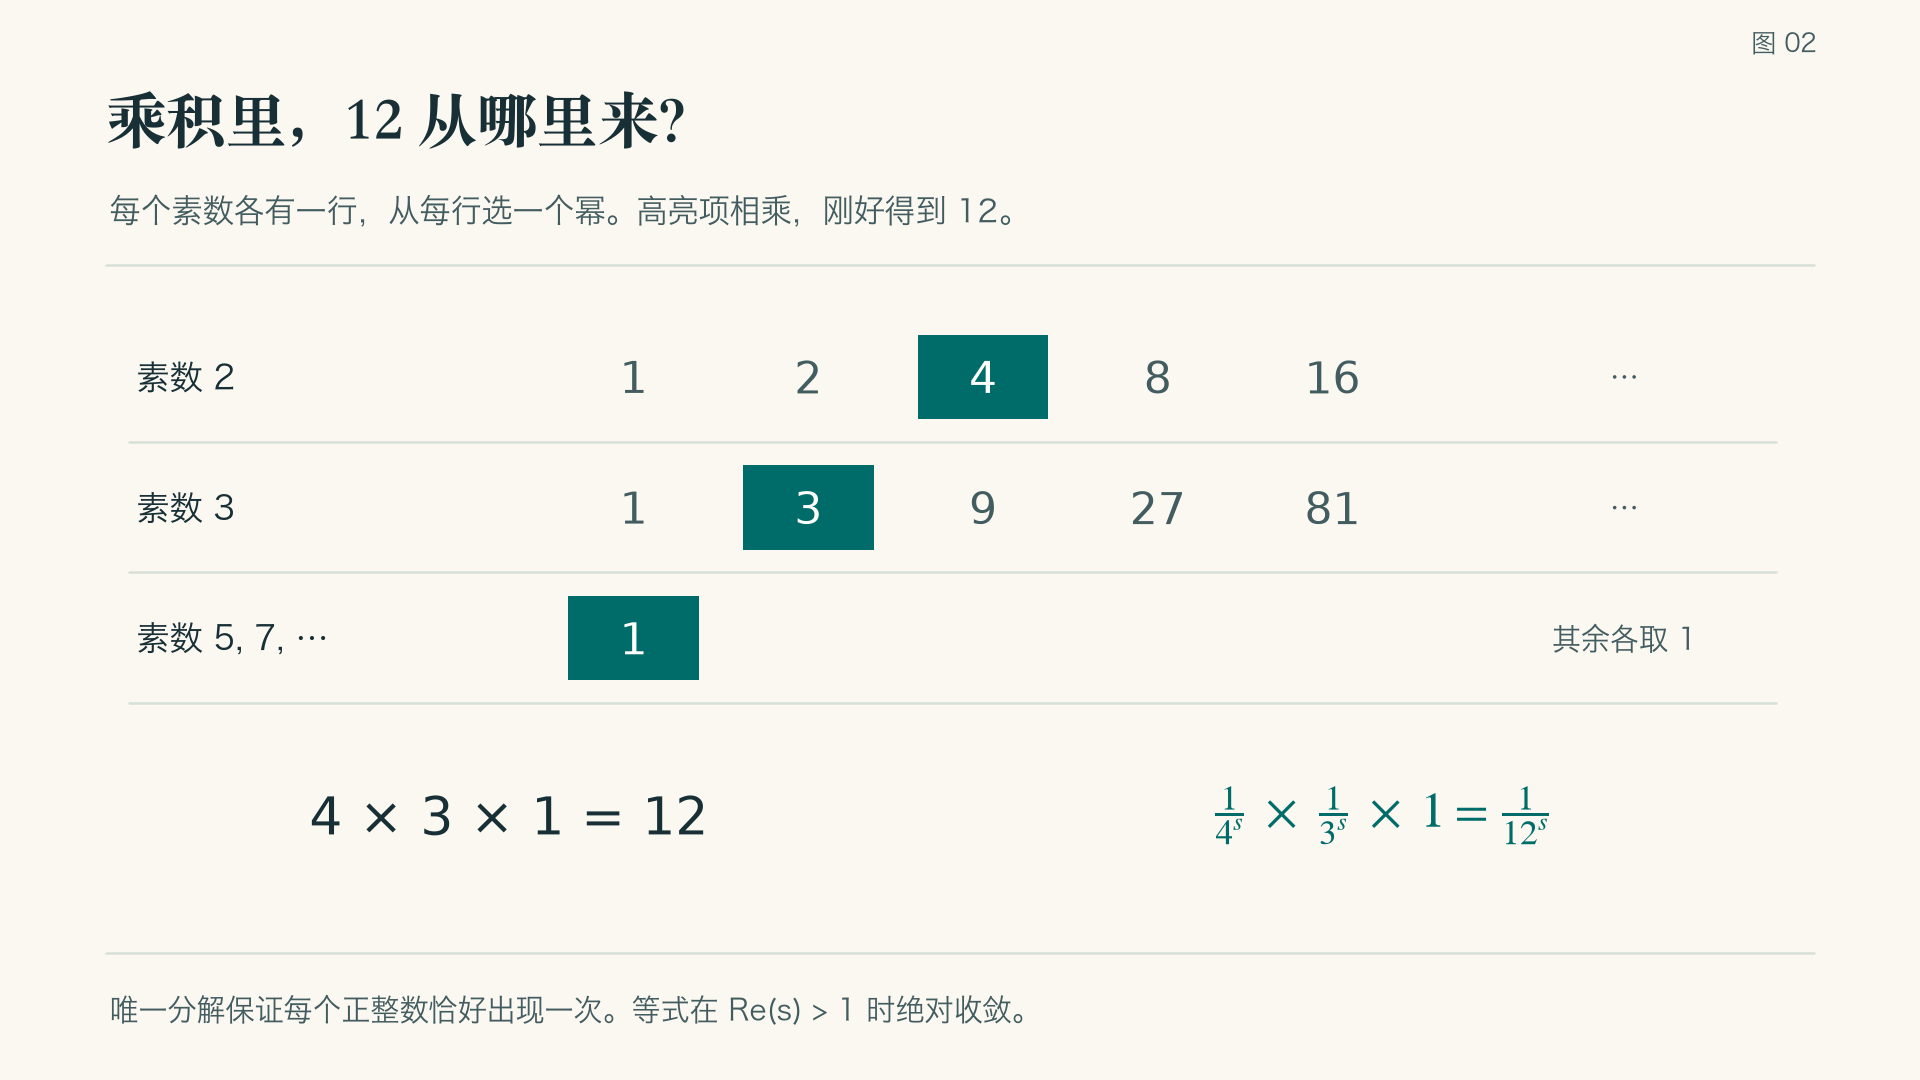 图 02
乘积里，12 从哪里来？
每个素数各有一行，从每行选一个幂。高亮项相乘，刚好得到 12。
素数 2 1 2 4 8 16 ···
素数 3 1 3 9 27 81 ···
素数 5, 7, ··· 1 其余各取 1
4 × 3 × 1 = 12
1/4ˢ × 1/3ˢ × 1 = 1/12ˢ
唯一分解保证每个正整数恰好出现一次。等式在 Re(s) > 1 时绝对收敛。